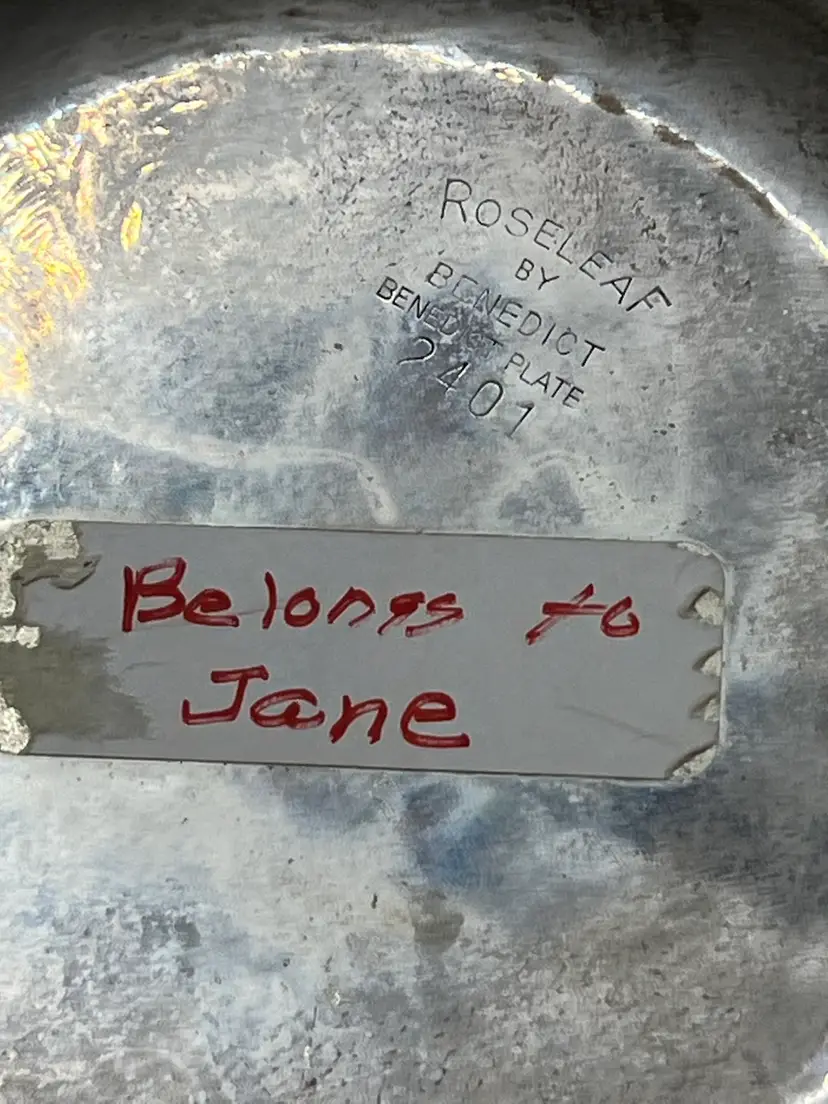 ROSELEAF
BY
BENEDICT
BENEDICT PLATE
2401
Belongs to
Jane